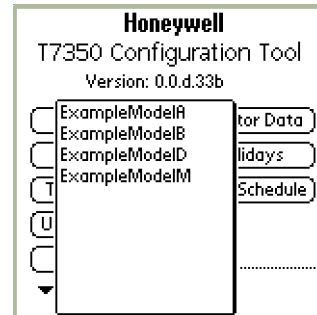 Honeywell
T7350 Configuration Tool
Version: 0.0.d.33b
ExampleModelA
ExampleModelB
ExampleModelD
ExampleModelM
tor Data
lidays
T
Schedule
U